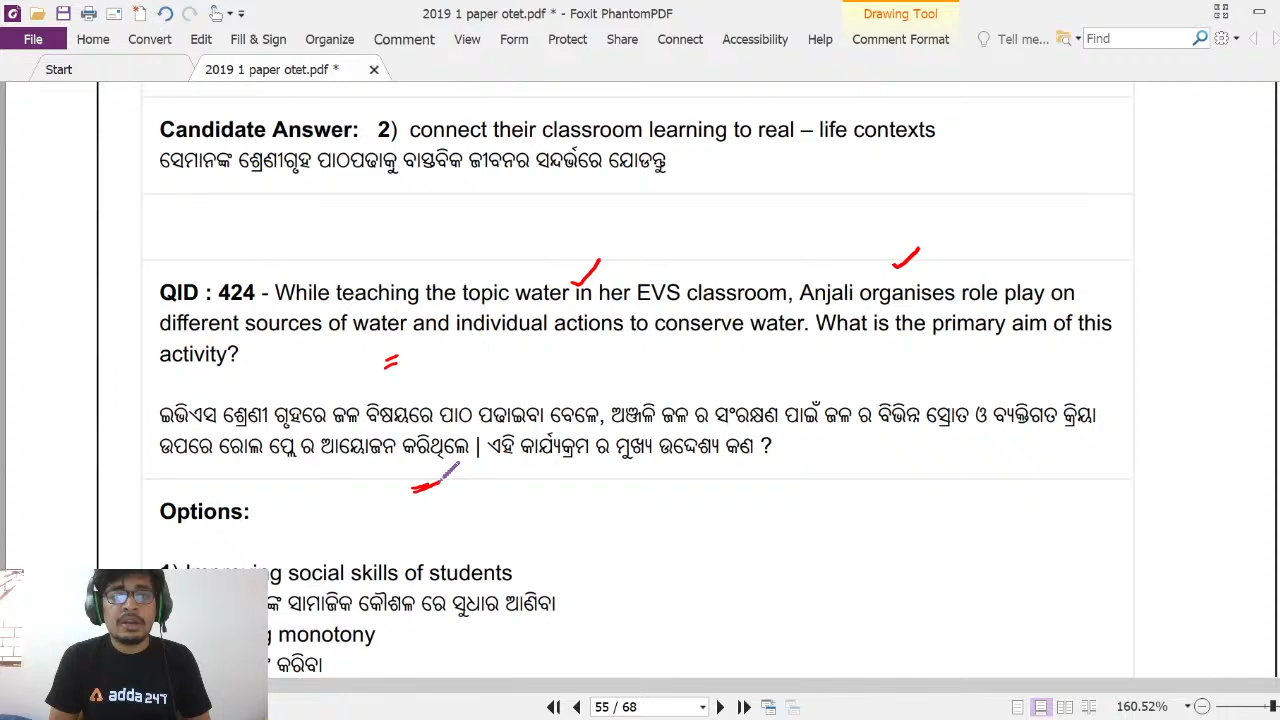 2019 1 paper otet.pdf * - Foxit PhantomPDF
Drawing Tool
File Home Convert Edit Fill & Sign Organize Comment View Form Protect Share Connect Accessibility Help Comment Format Tell me... Find
Start 2019 1 paper otet.pdf *
Candidate Answer: 2) connect their classroom learning to real – life contexts
ସେମାନଙ୍କ ଶ୍ରେଣୀଗୃହ ପାଠପଢାକୁ ବାସ୍ତବିକ ଜୀବନର ସନ୍ଦର୍ଭରେ ଯୋଡନ୍ତୁ
QID : 424 - While teaching the topic water in her EVS classroom, Anjali organises role play on
different sources of water and individual actions to conserve water. What is the primary aim of this
activity?
ଇଭିଏସ ଶ୍ରେଣୀ ଗୃହରେ ଜଳ ବିଷୟରେ ପାଠ ପଢାଇବା ବେଳେ, ଅଞ୍ଜଳି ଜଳ ର ସଂରକ୍ଷଣ ପାଇଁ ଜଳ ର ବିଭିନ୍ନ ସ୍ରୋତ ଓ ବ୍ୟକ୍ତିଗତ କ୍ରିୟା
ଉପରେ ରୋଲ ପ୍ଲେ ର ଆୟୋଜନ କରିଥିଲେ | ଏହି କାର୍ଯ୍ୟକ୍ରମ ର ମୁଖ୍ୟ ଉଦ୍ଦେଶ୍ୟ କଣ ?
Options:
1) Improving social skills of students
ସାମାଜିକ କୌଶଳ ରେ ସୁଧାର ଆଣିବା
monotony
କରିବା
adda247
55 / 68
160.52%